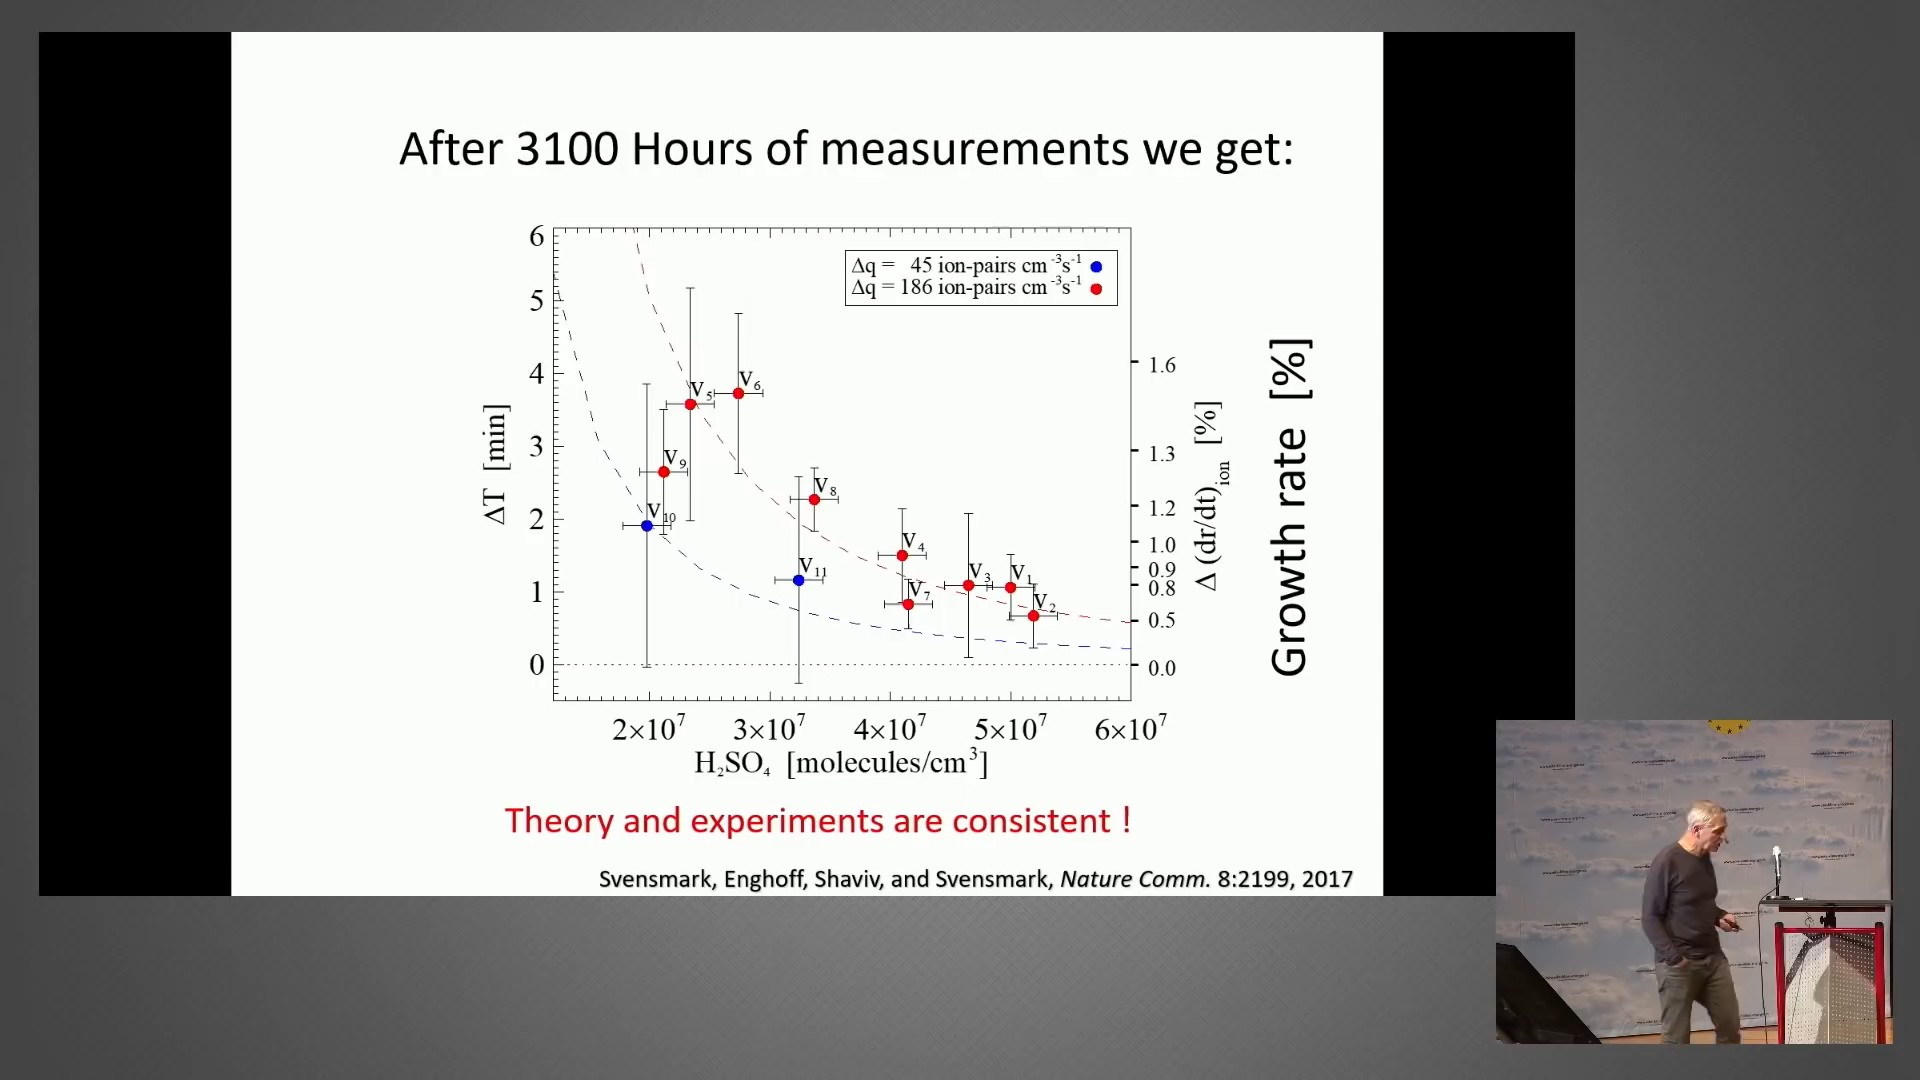 After 3100 Hours of measurements we get:
Δq = 45 ion-pairs cm⁻³s⁻¹
Δq = 186 ion-pairs cm⁻³s⁻¹
6
5
4
3
2
1
0
ΔT [min]
V₅
V₆
V₉
V₁₀
V₈
V₁₁
V₄
V₇
V₃
V₁
V₂
1.6
1.3
1.2
1.0
0.9
0.8
0.5
0.0
Δ (dr/dt)ion [%]
Growth rate [%]
2×10⁷ 3×10⁷ 4×10⁷ 5×10⁷ 6×10⁷
H₂SO₄ [molecules/cm³]
Theory and experiments are consistent !
Svensmark, Enghoff, Shaviv, and Svensmark, Nature Comm. 8:2199, 2017